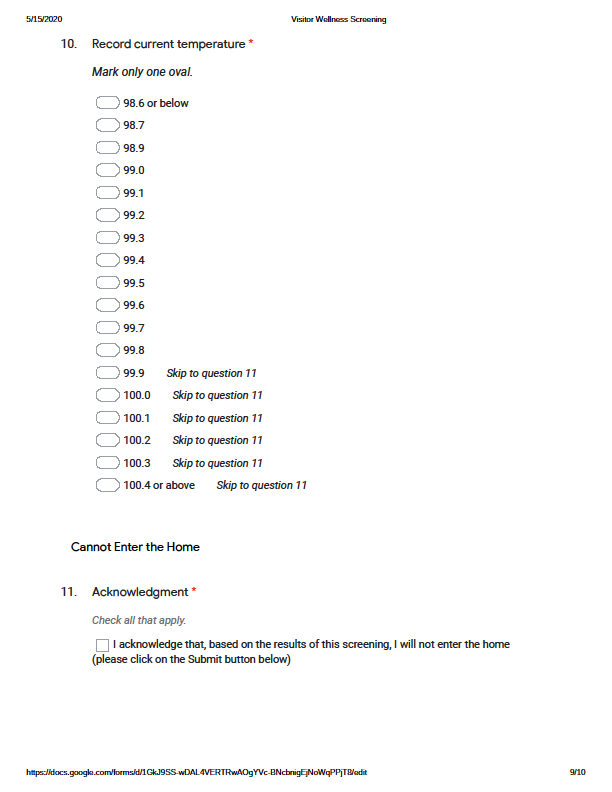 5/15/2020 Visitor Wellness Screening
10. Record current temperature *
Mark only one oval.
98.6 or below
98.7
98.9
99.0
99.1
99.2
99.3
99.4
99.5
99.6
99.7
99.8
99.9 Skip to question 11
100.0 Skip to question 11
100.1 Skip to question 11
100.2 Skip to question 11
100.3 Skip to question 11
100.4 or above Skip to question 11
Cannot Enter the Home
11. Acknowledgment *
Check all that apply.
I acknowledge that, based on the results of this screening, I will not enter the home
(please click on the Submit button below)
https://docs.google.com/forms/d/1GkJ9SS-wDAL4VERTRwAOgYVc-BNcbnigEjNoWqPPjT8/edit 9/10